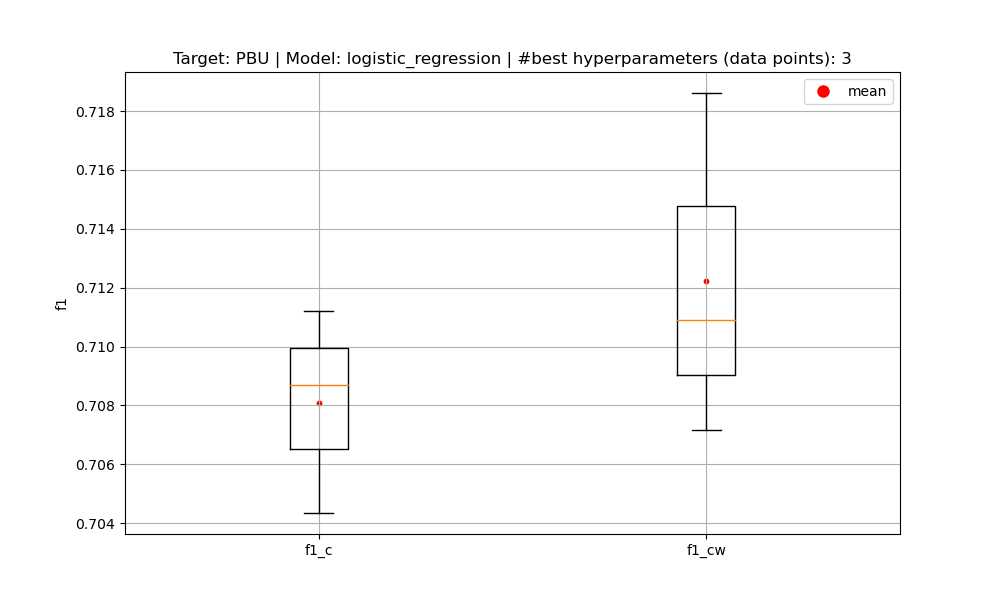 Target: PBU | Model: logistic_regression | #best hyperparameters (data points): 3
mean
f1
0.718
0.716
0.714
0.712
0.710
0.708
0.706
0.704
f1_c
f1_cw